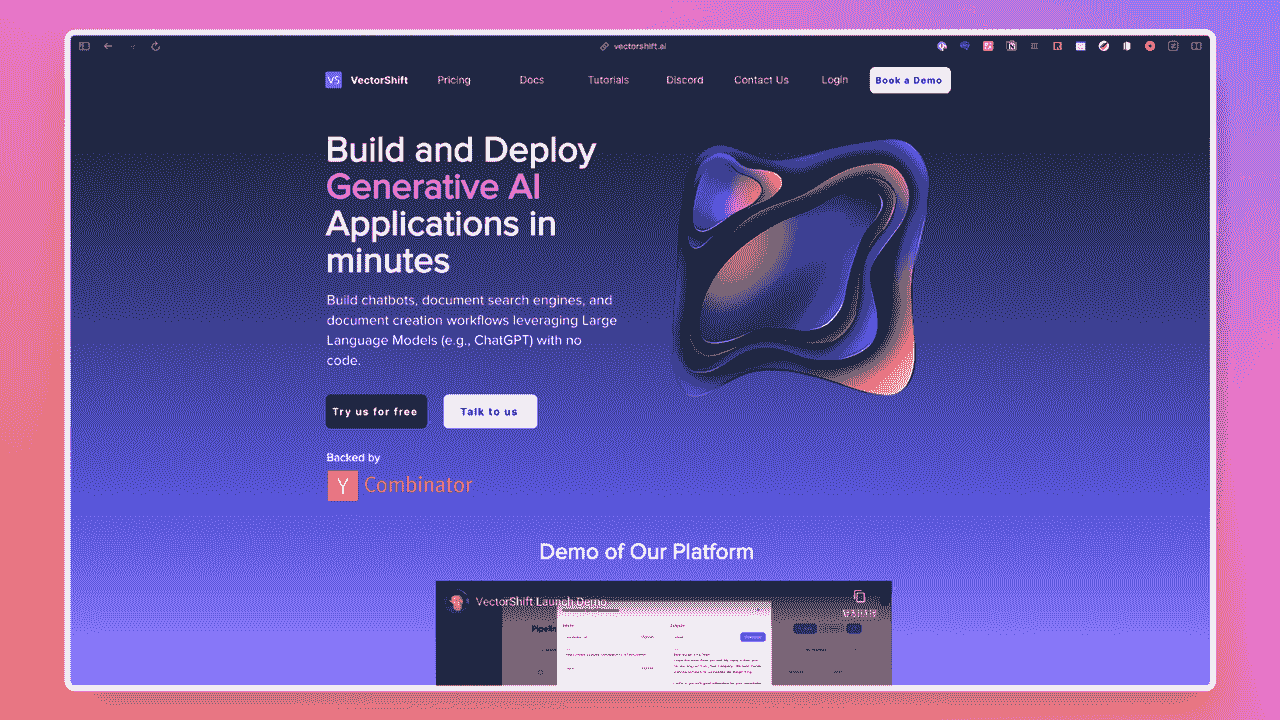 vectorshift.ai
VS VectorShift Pricing Docs Tutorials Discord Contact Us Login Book a Demo
Build and Deploy
Generative AI
Applications in
minutes
Build chatbots, document search engines, and
document creation workflows leveraging Large
Language Models (e.g., ChatGPT) with no
code.
Try us for free Talk to us
Backed by
Y Combinator
Demo of Our Platform
VectorShift Launch Demo